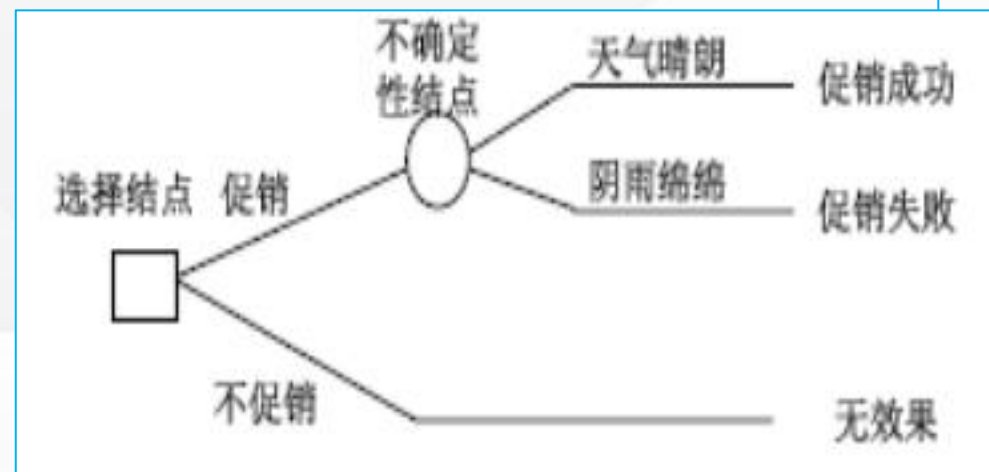 不确定
性结点
天气晴朗
促销成功
阴雨绵绵
促销失败
选择结点 促销
不促销
无效果